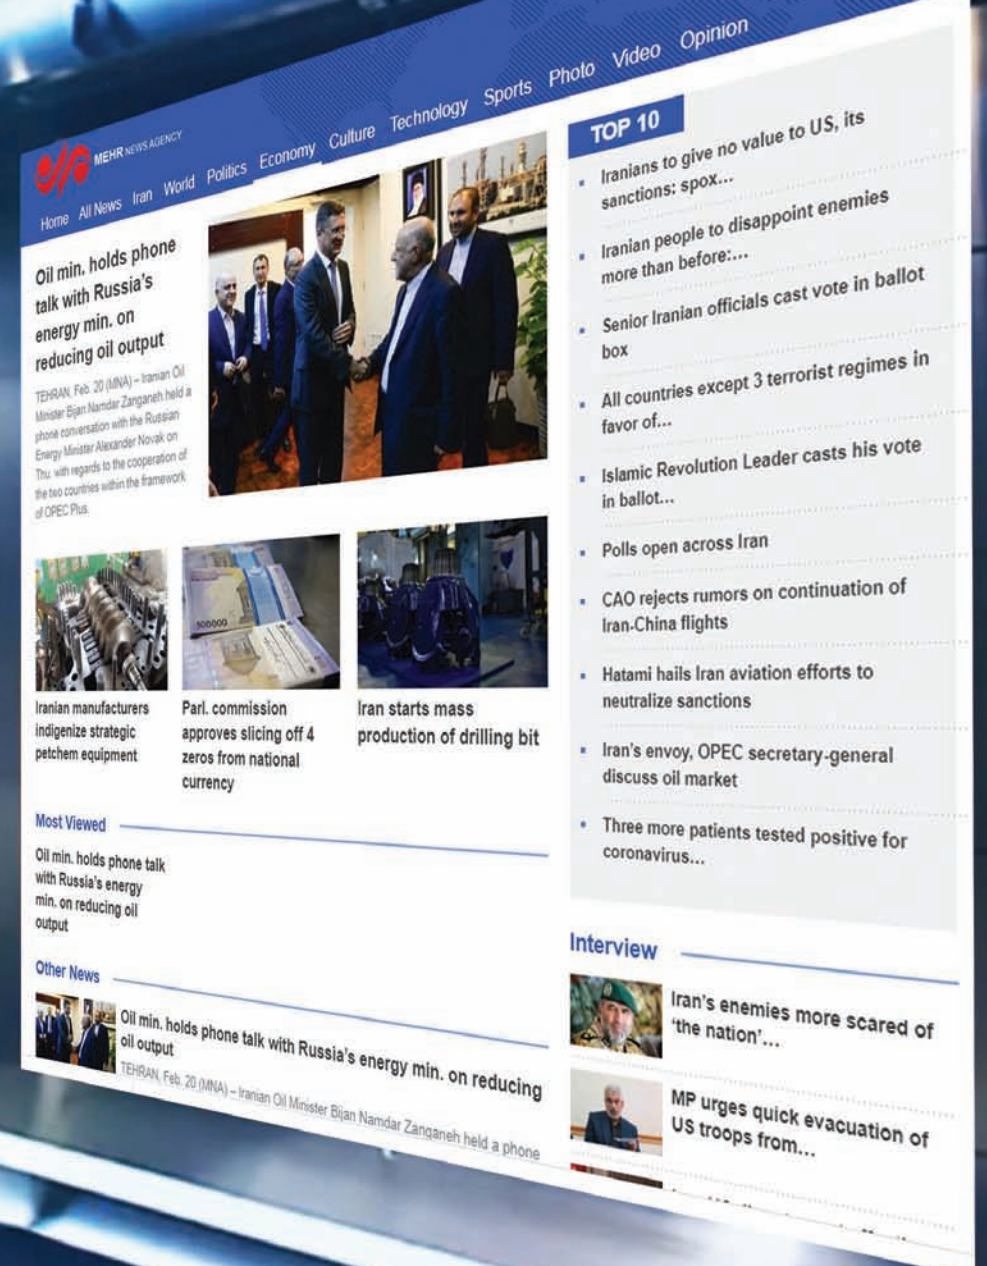 MEHR NEWS AGENCY
Home All News Iran World Politics Economy Culture Technology Sports Photo Video Opinion
Oil min. holds phone
talk with Russia's
energy min. on
reducing oil output
TEHRAN, Feb. 20 (MNA) – Iranian Oil
Minister Bijan Namdar Zanganeh held a
phone conversation with the Russian
Energy Minister Alexander Novak on
Thu. with regards to the cooperation of
the two countries within the framework
of OPEC Plus.
500000
Iranian manufacturers
indigenize strategic
petchem equipment
Parl. commission
approves slicing off 4
zeros from national
currency
Iran starts mass
production of drilling bit
Most Viewed
Oil min. holds phone talk
with Russia's energy
min. on reducing oil
output
Other News
Oil min. holds phone talk with Russia's energy min. on reducing
oil output
TEHRAN, Feb. 20 (MNA) – Iranian Oil Minister Bijan Namdar Zanganeh held a phone
TOP 10
Iranians to give no value to US, its
sanctions: spox...
Iranian people to disappoint enemies
more than before:...
Senior Iranian officials cast vote in ballot
box
All countries except 3 terrorist regimes in
favor of...
Islamic Revolution Leader casts his vote
in ballot...
Polls open across Iran
CAO rejects rumors on continuation of
Iran-China flights
Hatami hails Iran aviation efforts to
neutralize sanctions
Iran's envoy, OPEC secretary-general
discuss oil market
Three more patients tested positive for
coronavirus...
Interview
Iran's enemies more scared of
'the nation'...
MP urges quick evacuation of
US troops from...